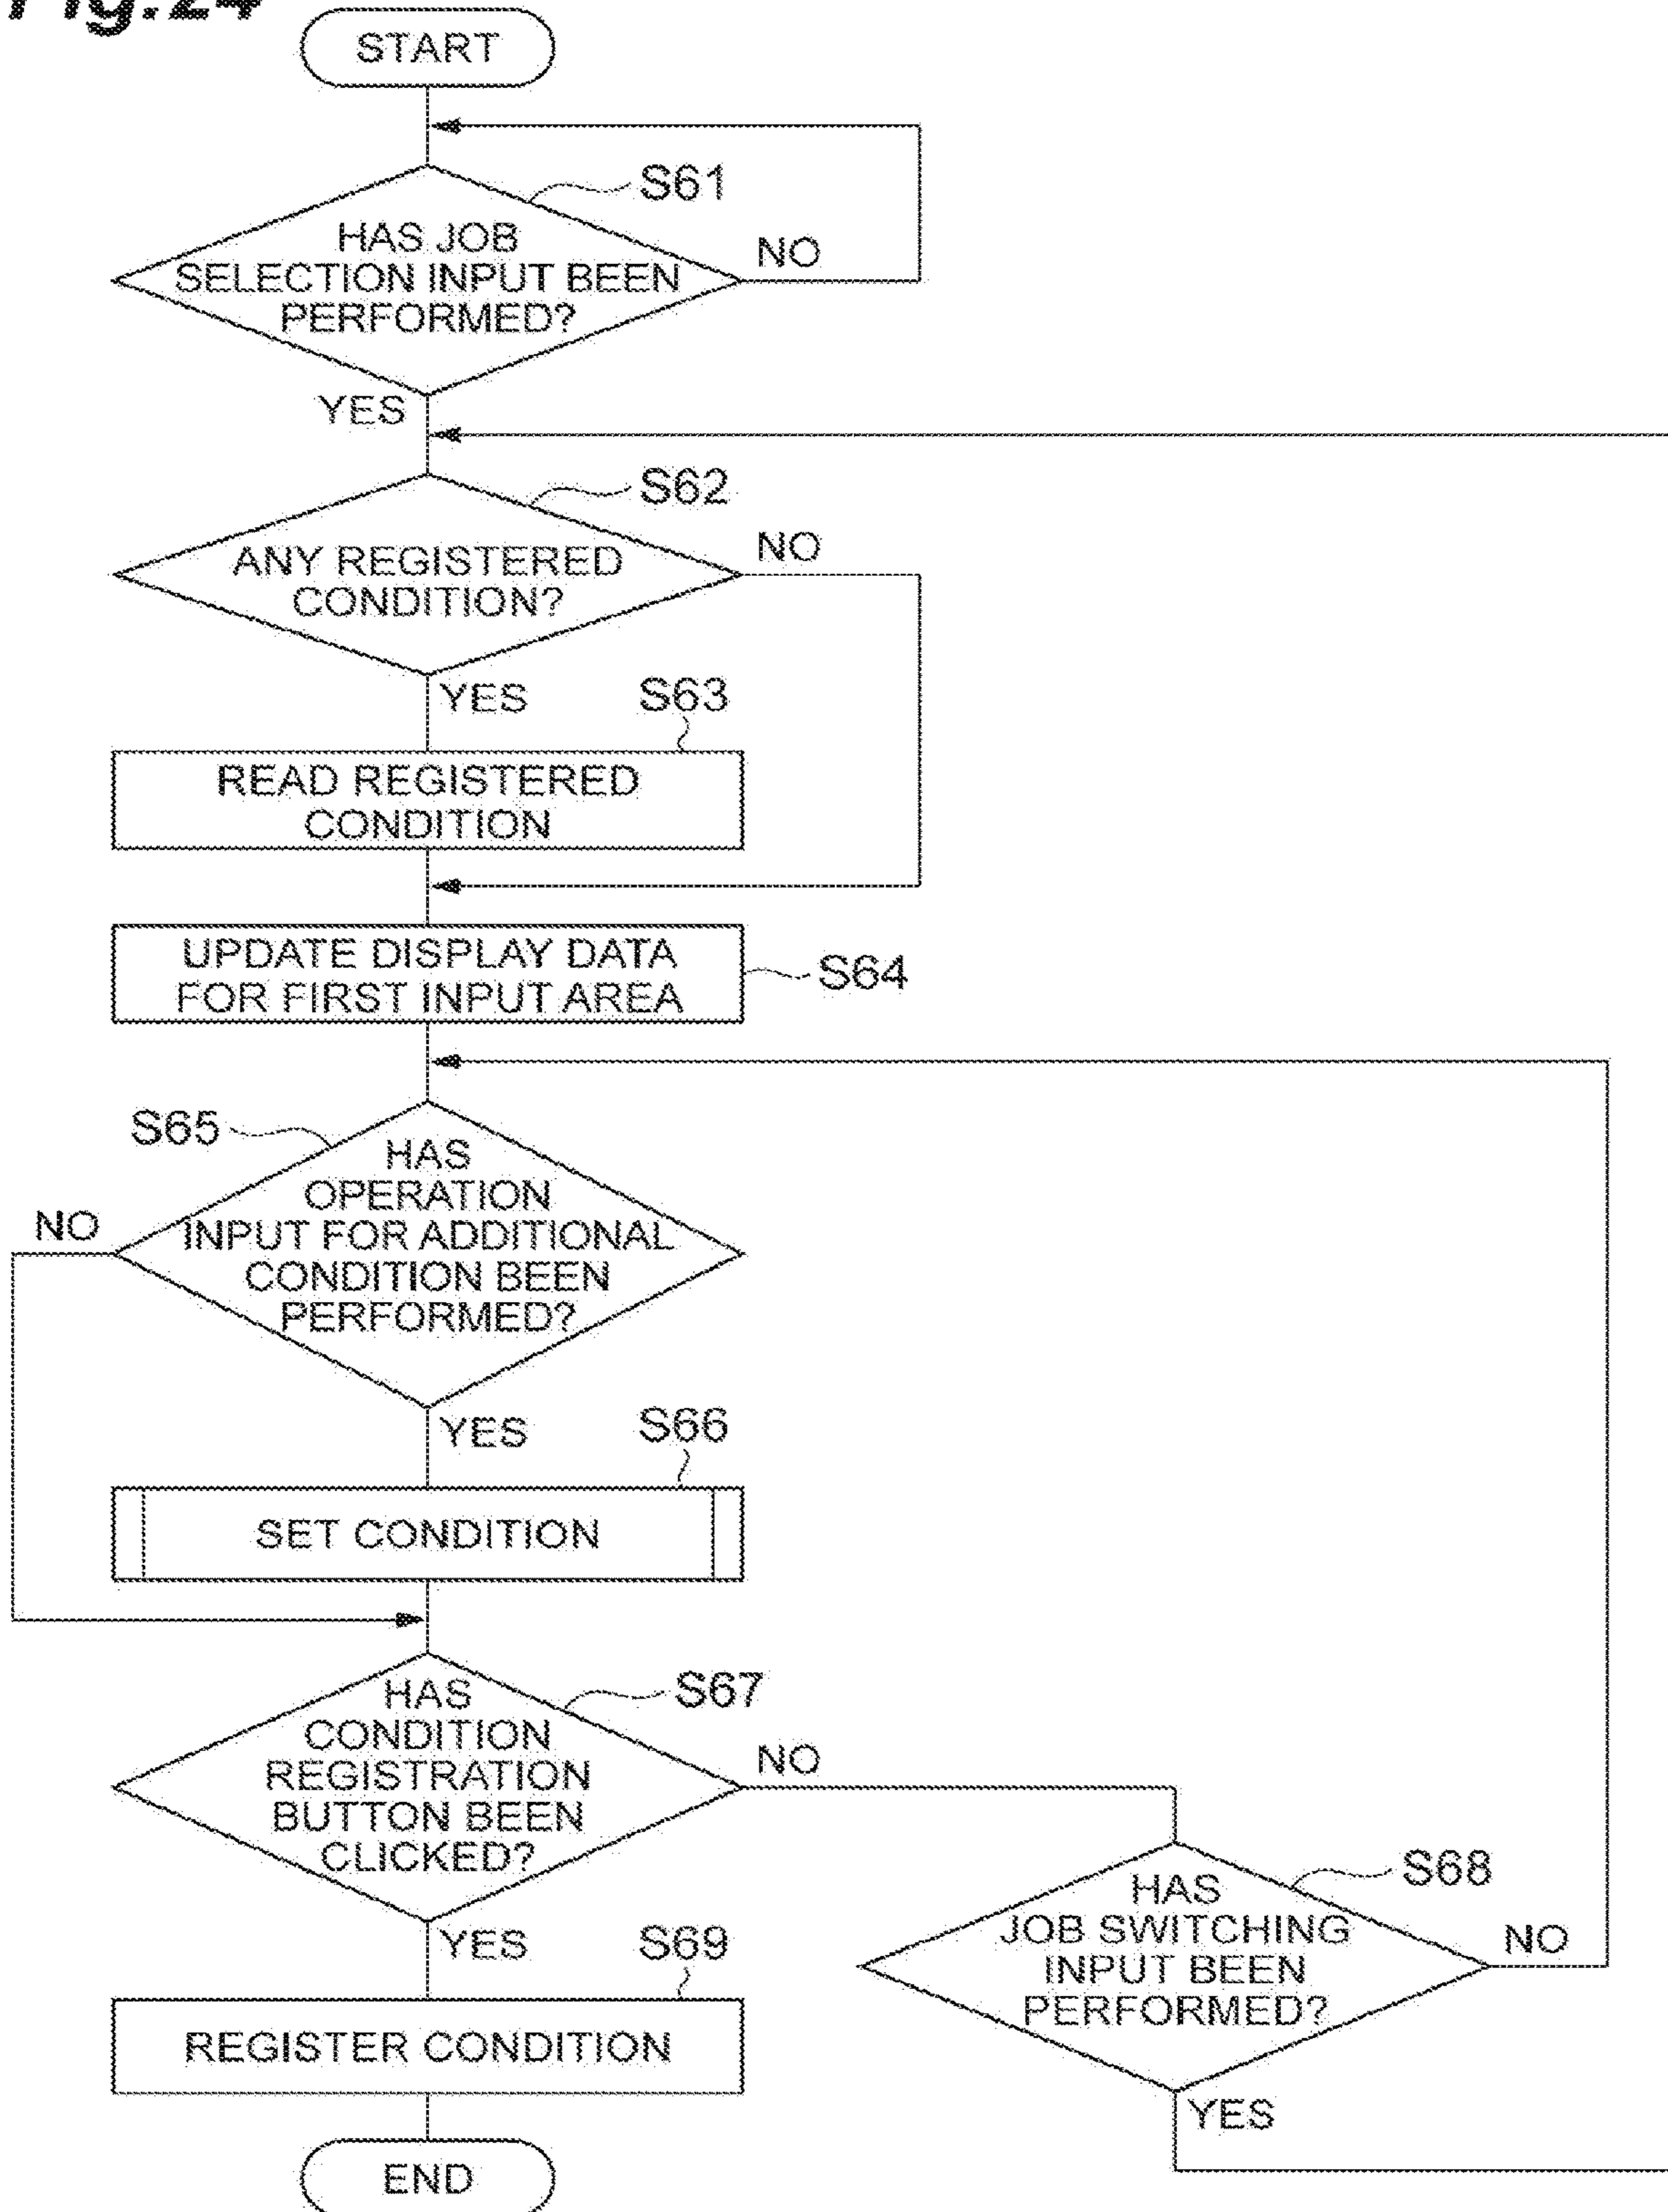 Fig.24
START
S61
HAS JOB
SELECTION INPUT BEEN
PERFORMED?
NO
YES
S62
ANY REGISTERED
CONDITION?
NO
YES
S63
READ REGISTERED
CONDITION
UPDATE DISPLAY DATA
FOR FIRST INPUT AREA
S64
S65
HAS
OPERATION
INPUT FOR ADDITIONAL
CONDITION BEEN
PERFORMED?
NO
YES
S66
SET CONDITION
S67
HAS
CONDITION
REGISTRATION
BUTTON BEEN
CLICKED?
NO
YES
S68
HAS
JOB SWITCHING
INPUT BEEN
PERFORMED?
NO
YES
S69
REGISTER CONDITION
END